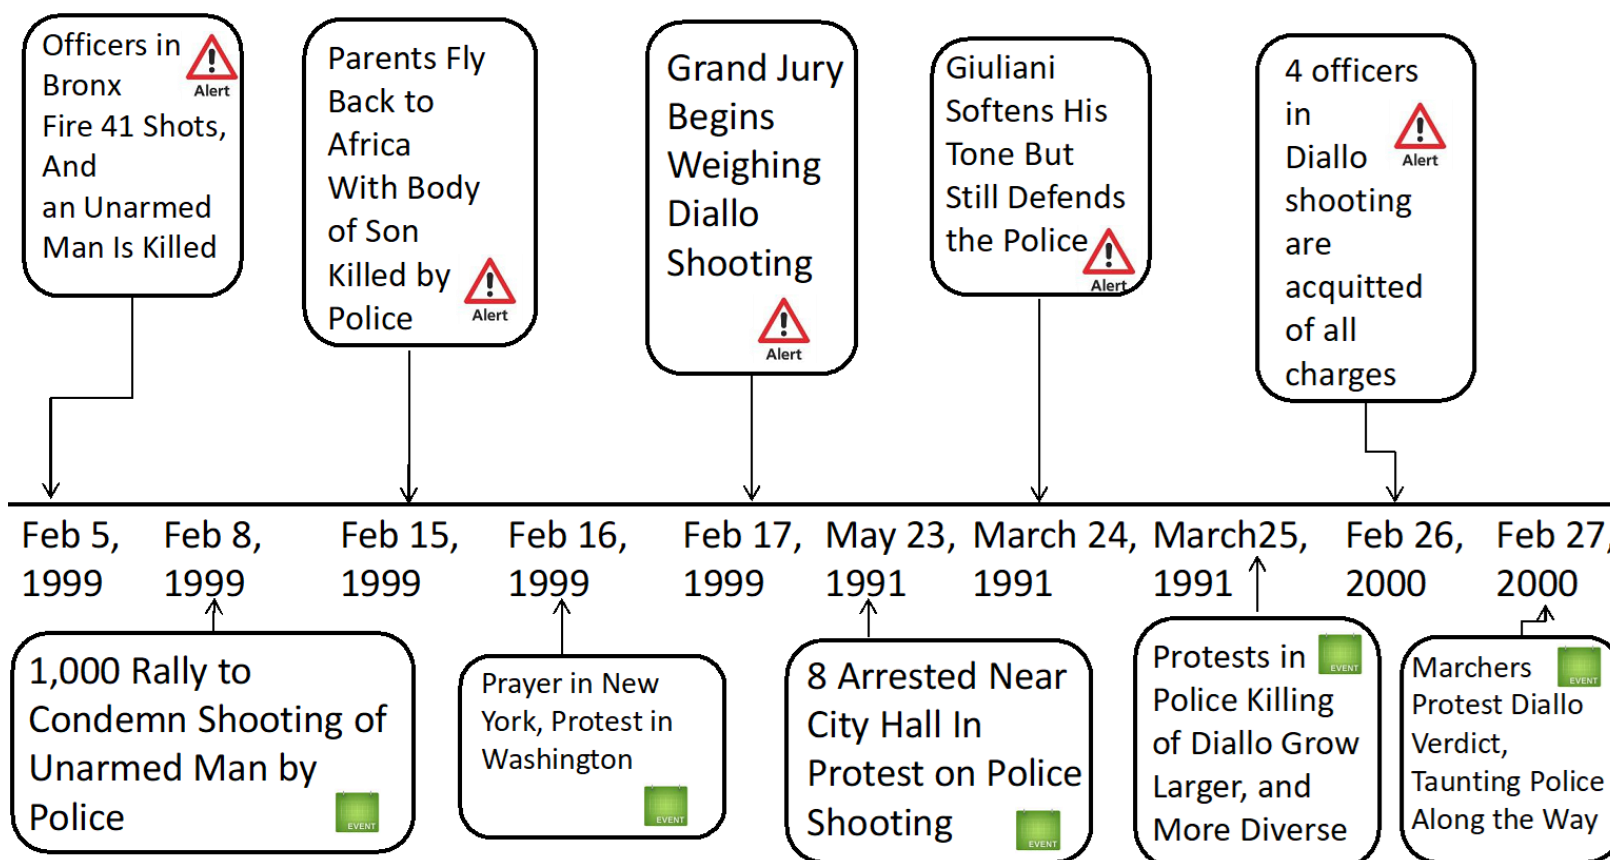 Officers in
Bronx
Fire 41 Shots,
And
an Unarmed
Man Is Killed
Alert
Parents Fly
Back to
Africa
With Body
of Son
Killed by
Police
Alert
Grand Jury
Begins
Weighing
Diallo
Shooting
Alert
Giuliani
Softens His
Tone But
Still Defends
the Police
Alert
4 officers
in
Diallo
shooting
are
acquitted
of all
charges
Alert
Feb 5,
1999
Feb 8,
1999
Feb 15,
1999
Feb 16,
1999
Feb 17,
1999
May 23,
1991
March 24,
1991
March25,
1991
Feb 26,
2000
Feb 27,
2000
1,000 Rally to
Condemn Shooting of
Unarmed Man by
Police
EVENT
Prayer in New
York, Protest in
Washington
EVENT
8 Arrested Near
City Hall In
Protest on Police
Shooting
EVENT
Protests in
Police Killing
of Diallo Grow
Larger, and
More Diverse
EVENT
Marchers
Protest Diallo
Verdict,
Taunting Police
Along the Way
EVENT